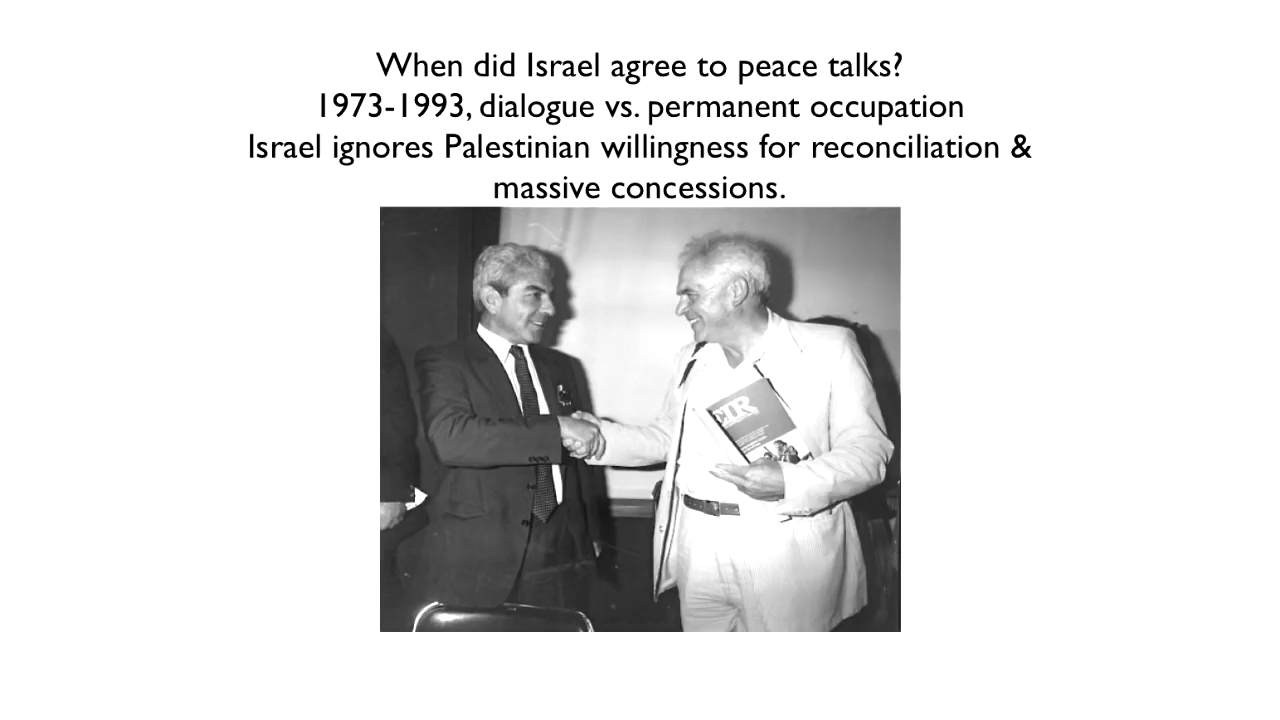 When did Israel agree to peace talks?
1973-1993, dialogue vs. permanent occupation
Israel ignores Palestinian willingness for reconciliation &
massive concessions.